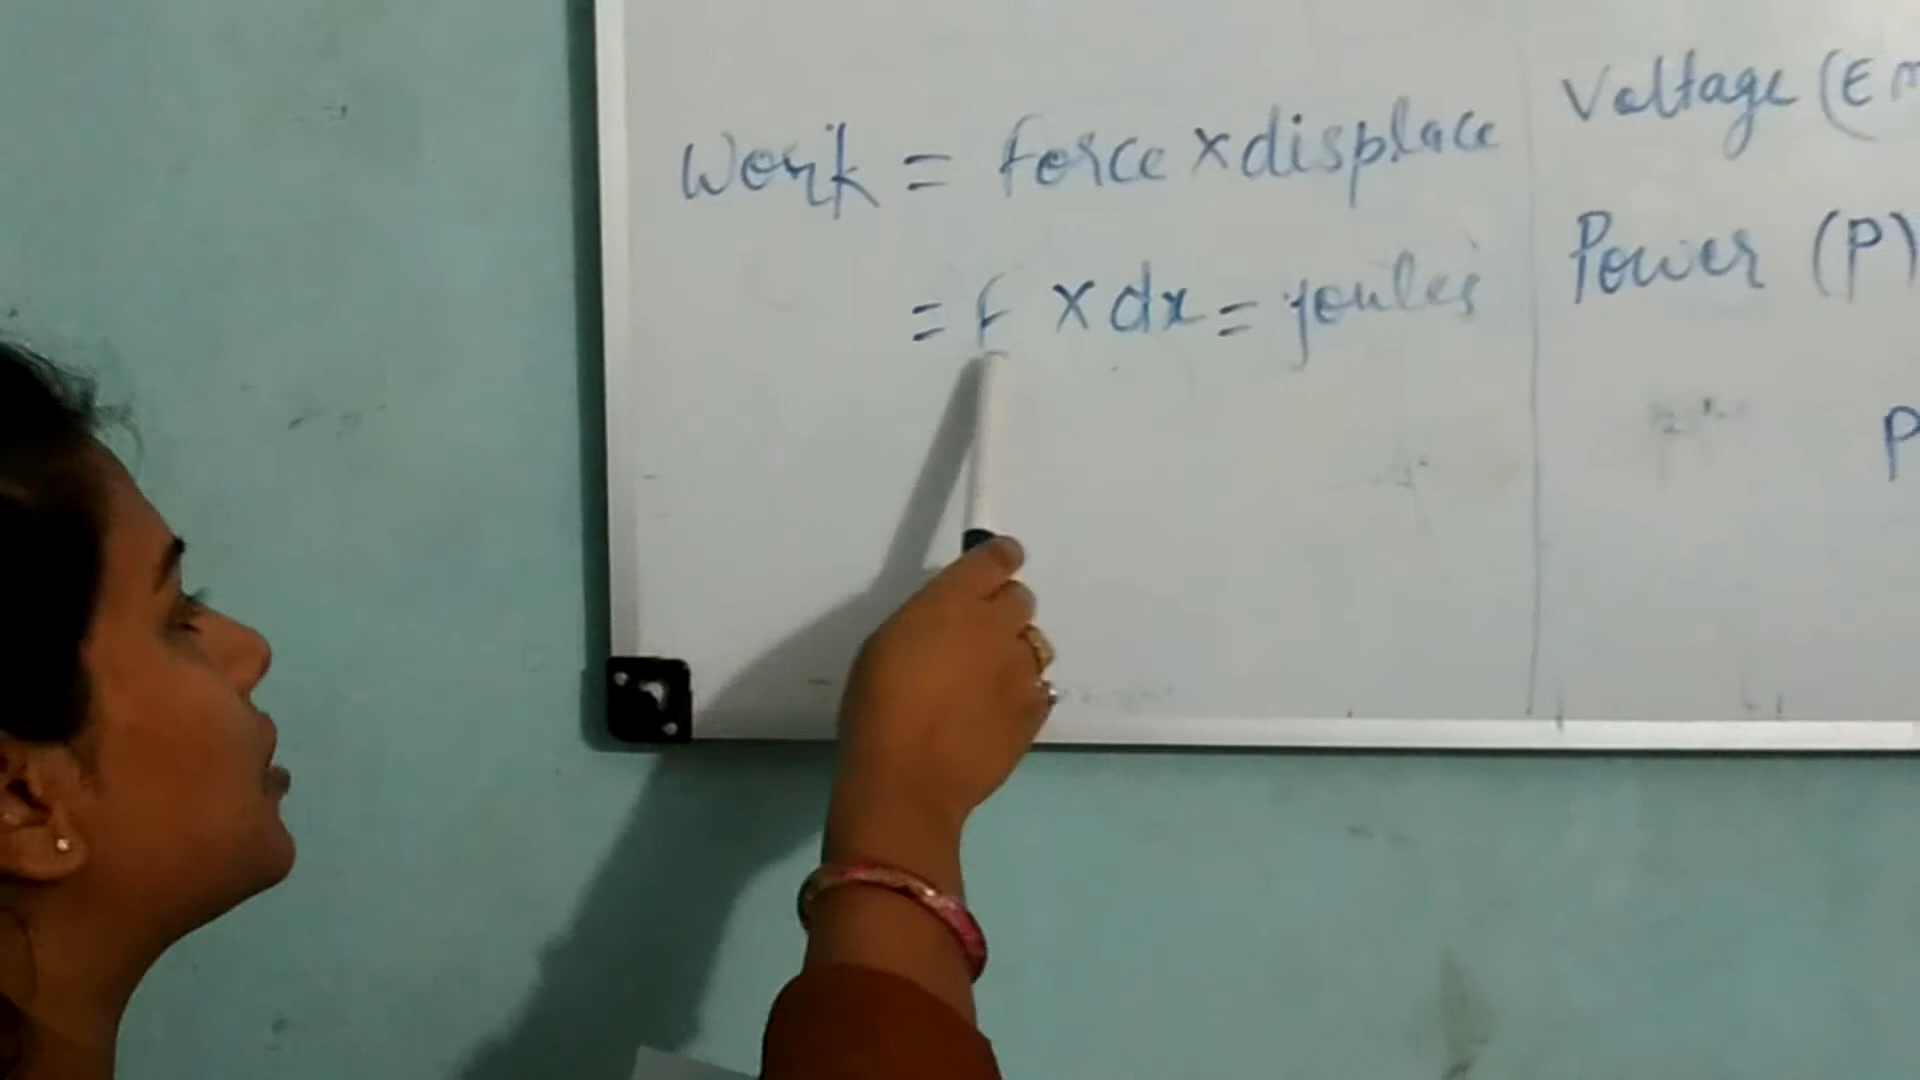 Work = force × displace
= F × dx = joules
Voltage (E m
Power (P)
P